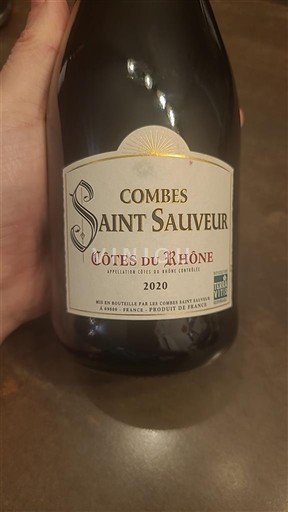 COMBES
SAINT SAUVEUR
VINICU
CÔTES DU RHÔNE
APPELLATION CÔTES DU RHÔNE CONTRÔLÉE
2020
MIS EN BOUTEILLE PAR LES COMBES SAINT SAUVEUR
FRANCE - PRODUIT DE FRANCE